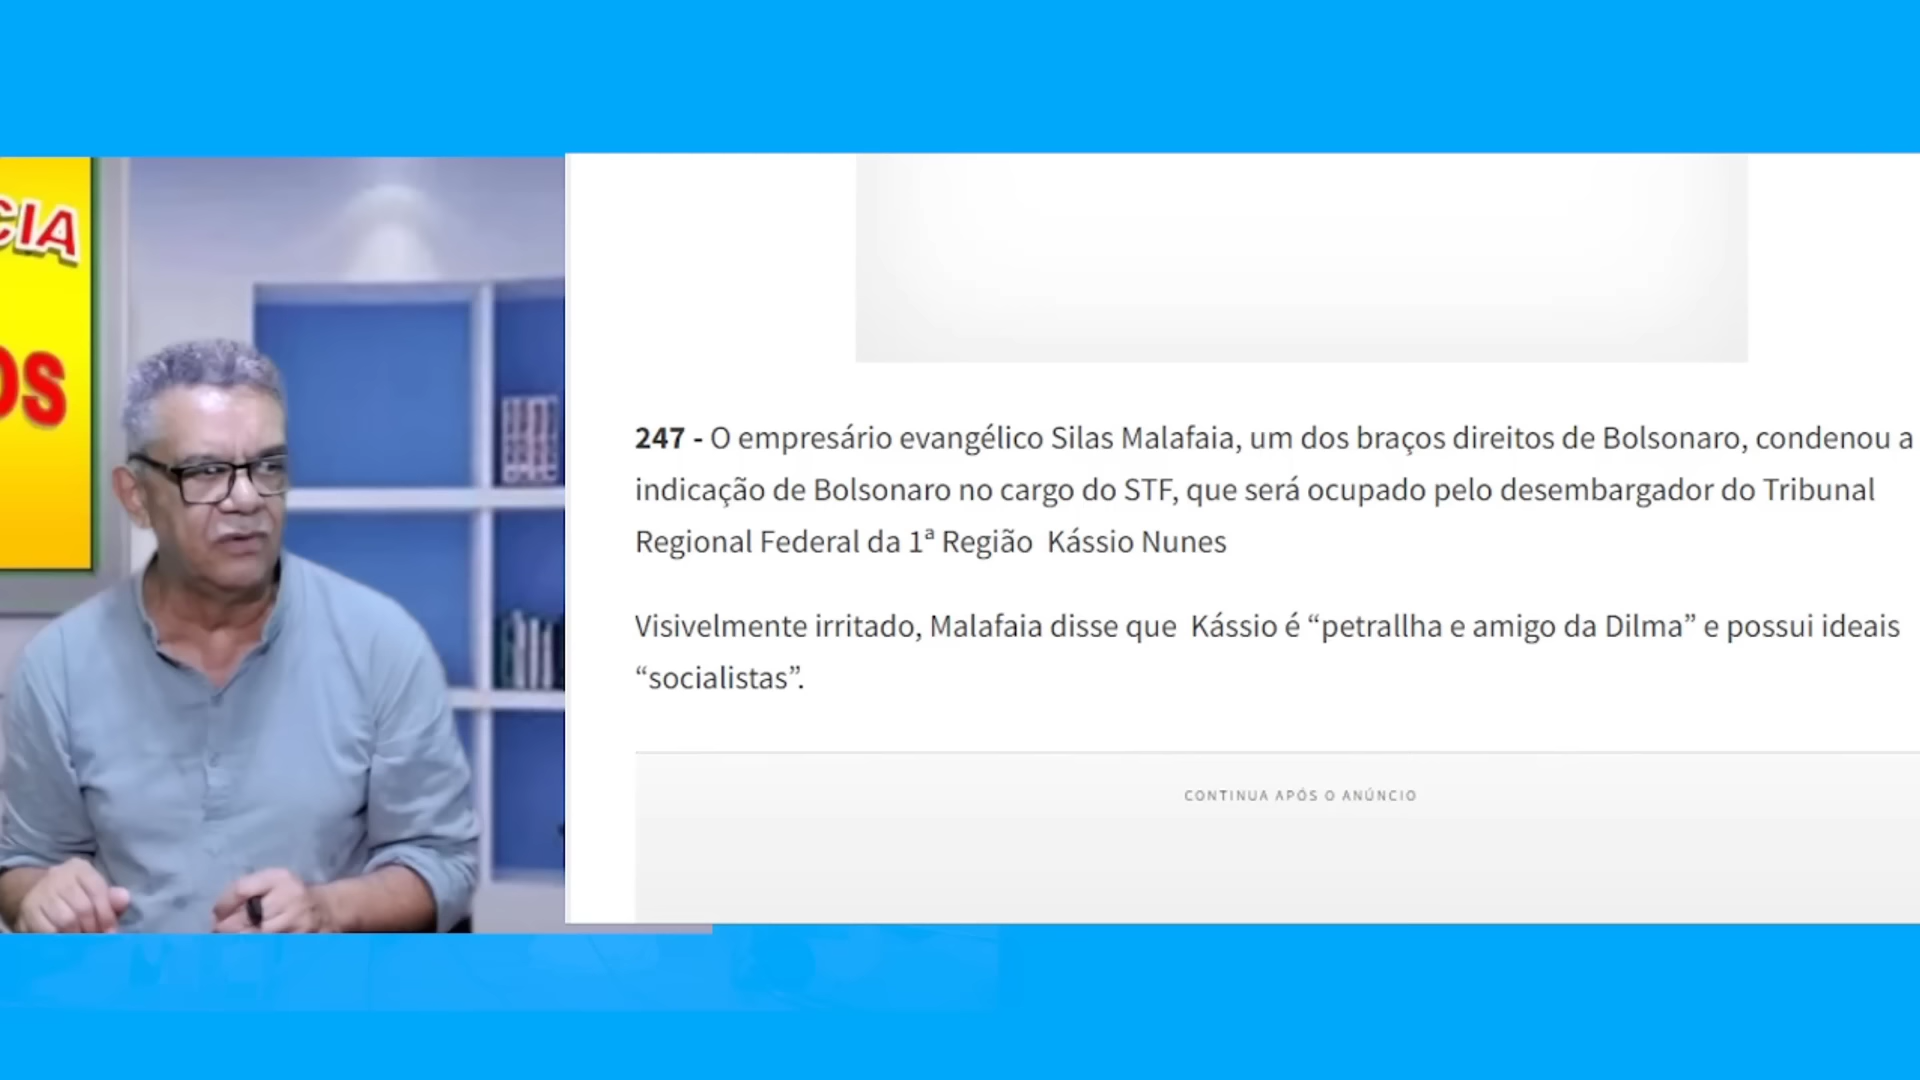 CIA
OS
247 - O empresário evangélico Silas Malafaia, um dos braços direitos de Bolsonaro, condenou a
indicação de Bolsonaro no cargo do STF, que será ocupado pelo desembargador do Tribunal
Regional Federal da 1ª Região Kássio Nunes
Visivelmente irritado, Malafaia disse que Kássio é “petrallha e amigo da Dilma” e possui ideais
“socialistas”.
CONTINUA APÓS O ANÚNCIO